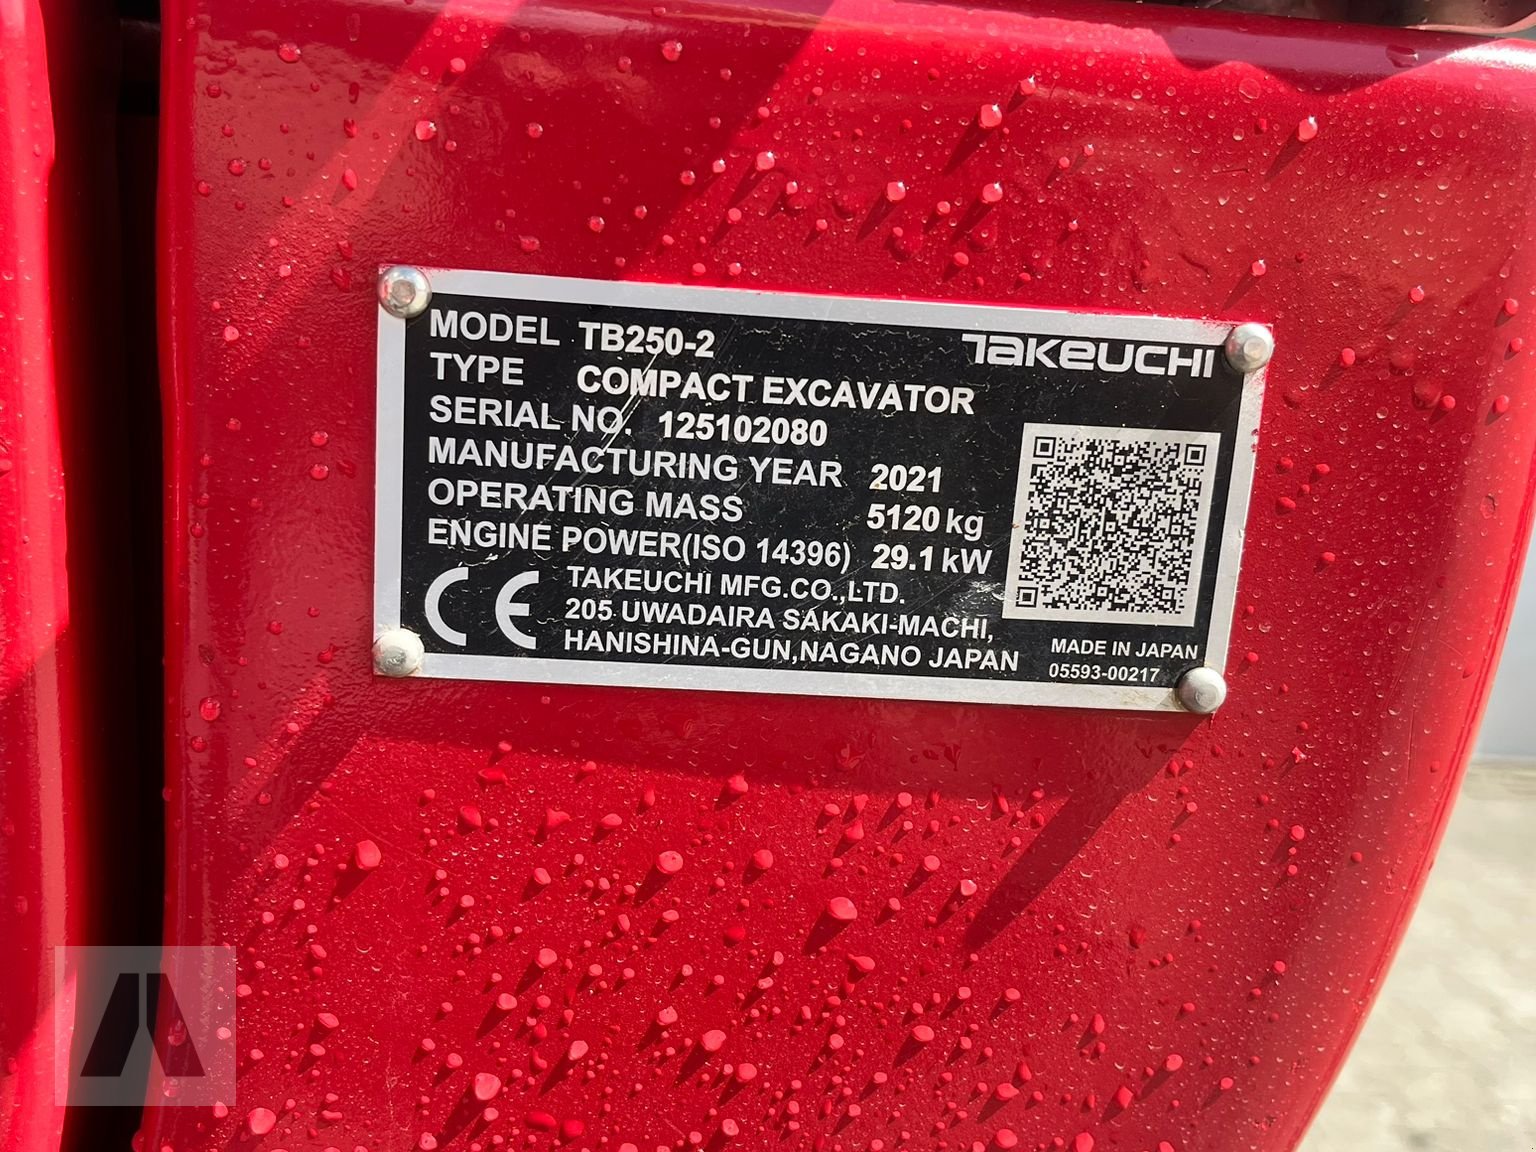 MODEL TB250-2
TAKEUCHI
TYPE COMPACT EXCAVATOR
SERIAL NO. 125102080
MANUFACTURING YEAR 2021
OPERATING MASS 5120 kg
ENGINE POWER(ISO 14396) 29.1 kW
CE
TAKEUCHI MFG.CO.,LTD.
205 UWADAIRA SAKAKI-MACHI,
HANISHINA-GUN,NAGANO JAPAN
MADE IN JAPAN
05593-00217